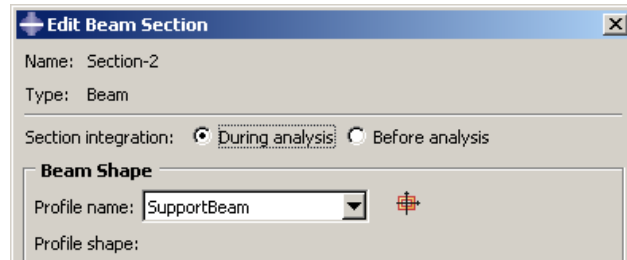 Edit Beam Section
Name: Section-2
Type: Beam
Section integration: During analysis Before analysis
Beam Shape
Profile name: SupportBeam
Profile shape: